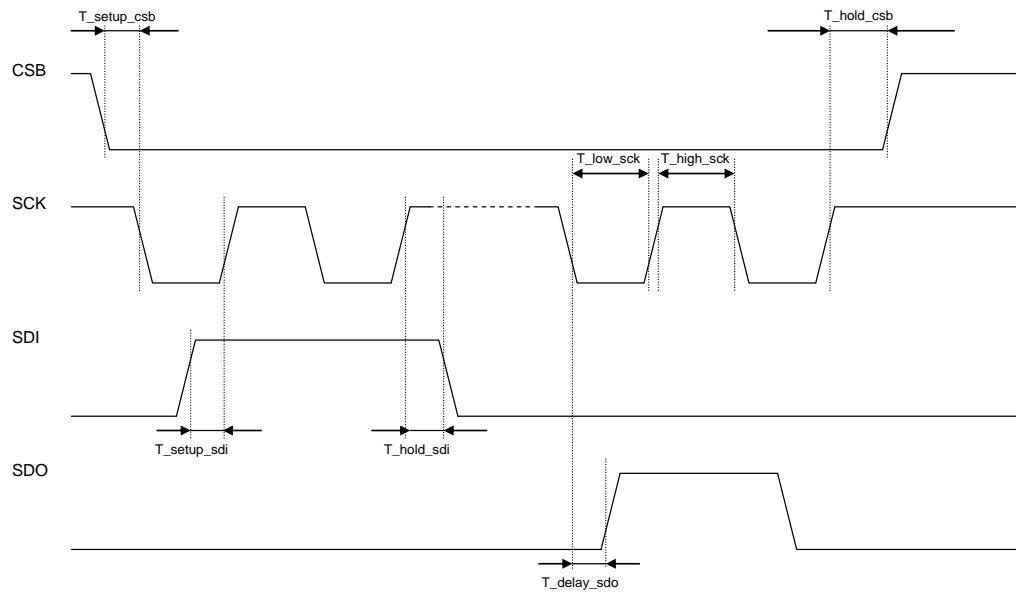 T_setup_csb
T_hold_csb
CSB
T_low_sck
T_high_sck
SCK
SDI
T_setup_sdi
T_hold_sdi
SDO
T_delay_sdo